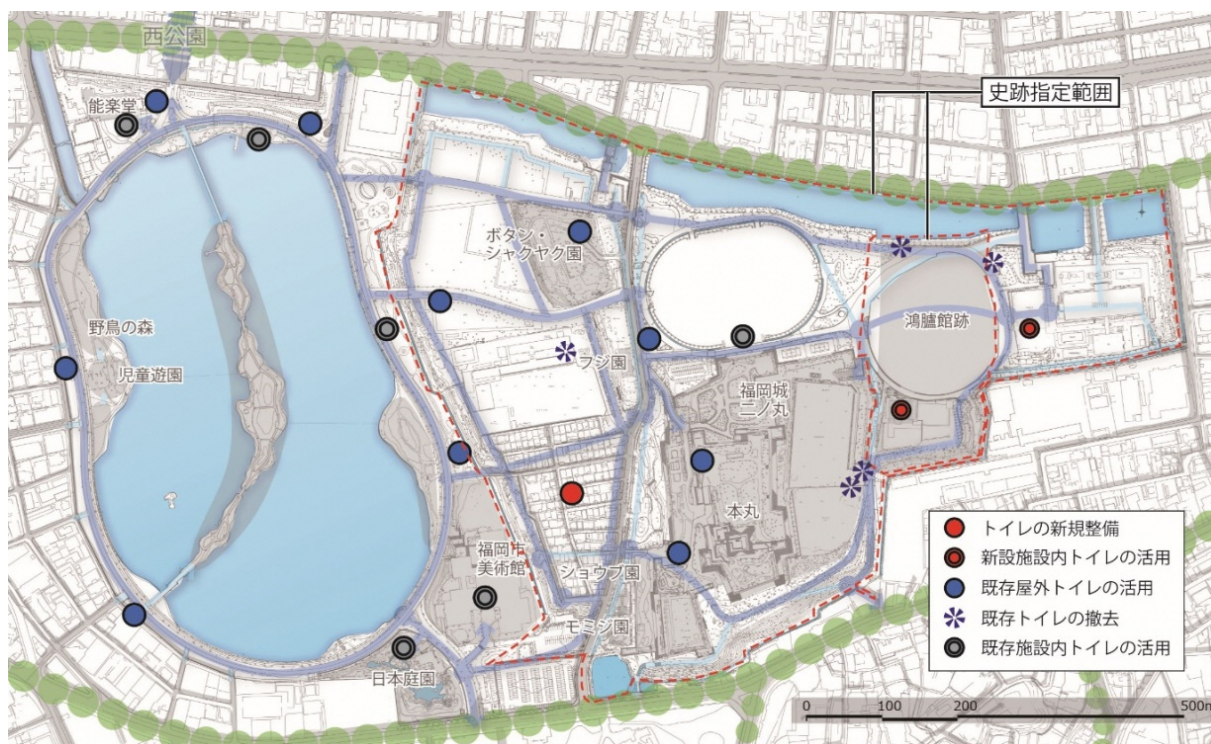 西公園
能楽堂
史跡指定範囲
ボタン・
シャクヤク園
野鳥の森
児童遊園
フジ園
鴻臚館跡
福岡城
二ノ丸
本丸
福岡市
美術館
ショウブ園
モミジ園
日本庭園
トイレの新規整備
新設施設内トイレの活用
既存屋外トイレの活用
既存トイレの撤去
既存施設内トイレの活用
0 100 200 500m